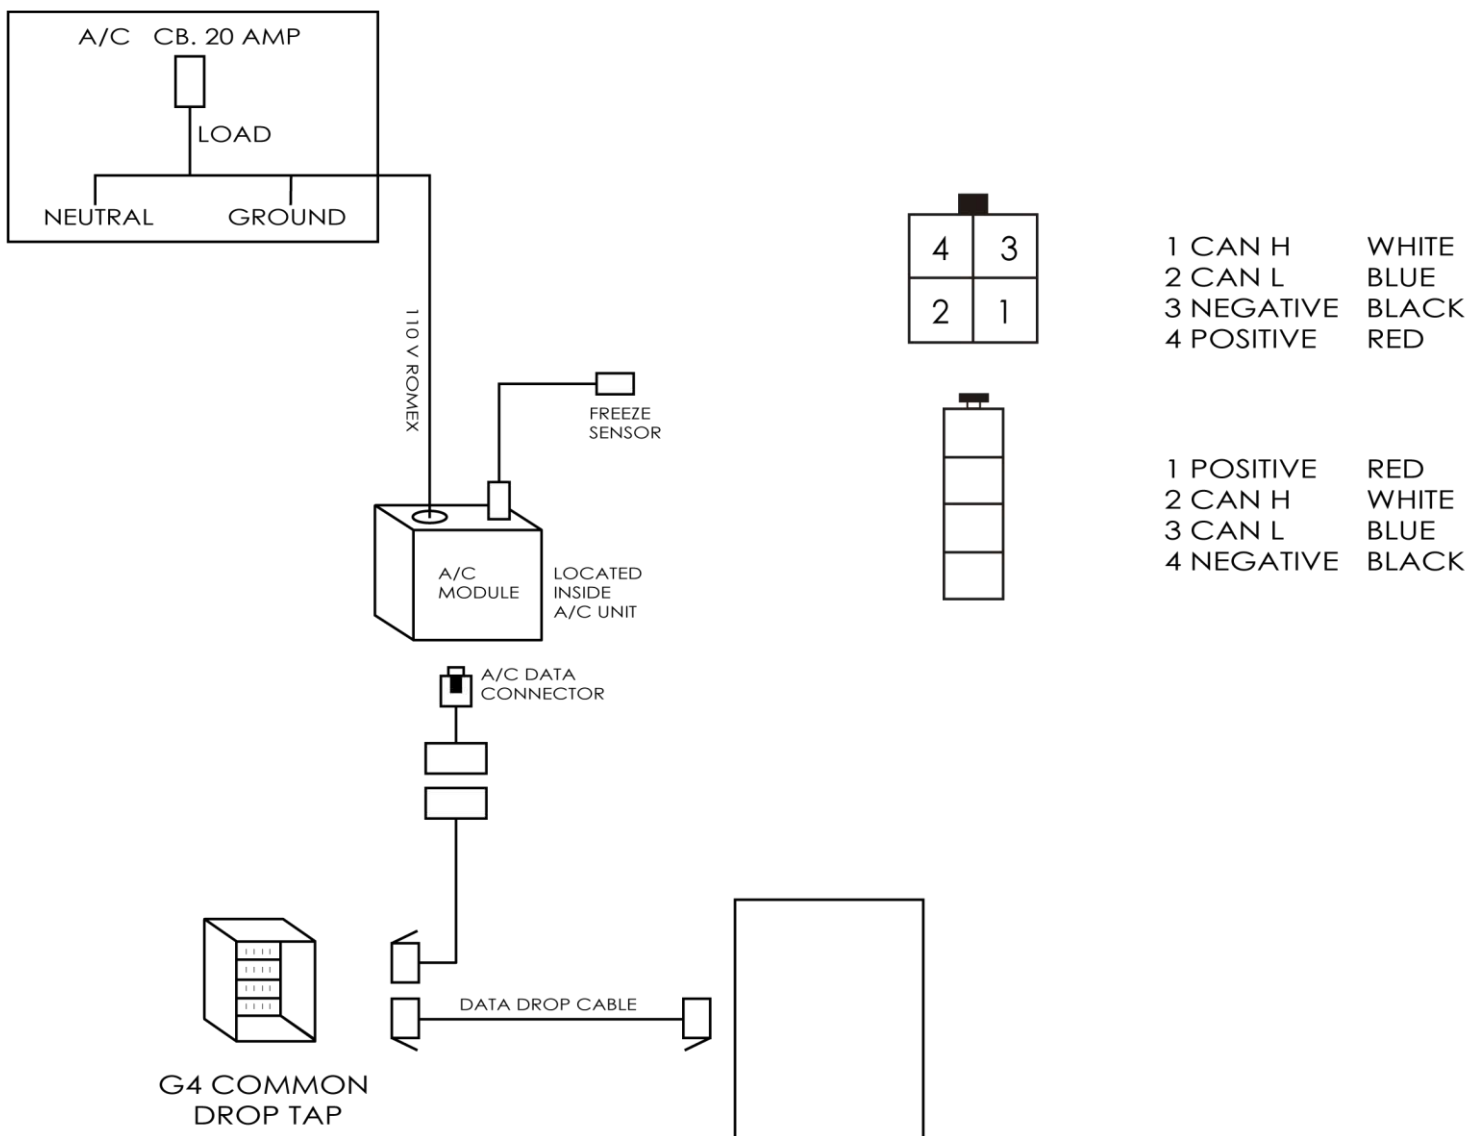 A/C CB. 20 AMP
LOAD
NEUTRAL GROUND
110 V ROMEX
FREEZE
SENSOR
A/C
MODULE
LOCATED
INSIDE
A/C UNIT
A/C DATA
CONNECTOR
DATA DROP CABLE
G4 COMMON
DROP TAP
4 3
2 1
1 CAN H WHITE
2 CAN L BLUE
3 NEGATIVE BLACK
4 POSITIVE RED
1 POSITIVE RED
2 CAN H WHITE
3 CAN L BLUE
4 NEGATIVE BLACK